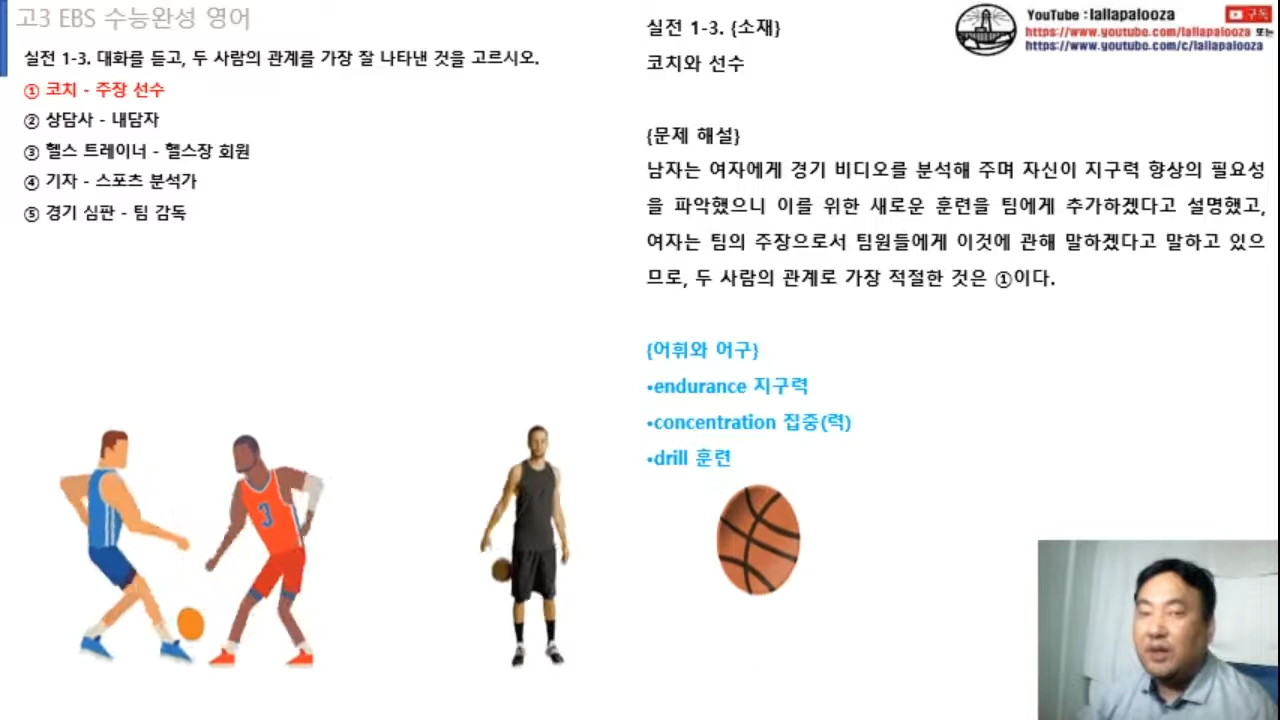 고3 EBS 수능완성 영어
실전 1-3. 대화를 듣고, 두 사람의 관계를 가장 잘 나타낸 것을 고르시오.
① 코치 - 주장 선수
② 상담사 - 내담자
③ 헬스 트레이너 - 헬스장 회원
④ 기자 - 스포츠 분석가
⑤ 경기 심판 - 팀 감독
3
실전 1-3. {소재}
코치와 선수
{문제 해설}
남자는 여자에게 경기 비디오를 분석해 주며 자신이 지구력 향상의 필요성
을 파악했으니 이를 위한 새로운 훈련을 팀에게 추가하겠다고 설명했고,
여자는 팀의 주장으로서 팀원들에게 이것에 관해 말하겠다고 말하고 있으
므로, 두 사람의 관계로 가장 적절한 것은 ①이다.
{어휘와 어구}
•endurance 지구력
•concentration 집중(력)
•drill 훈련
YouTube : lallapalooza
구독
https://www.youtube.com/lallapalooza 또는
https://www.youtube.com/c/lallapalooza